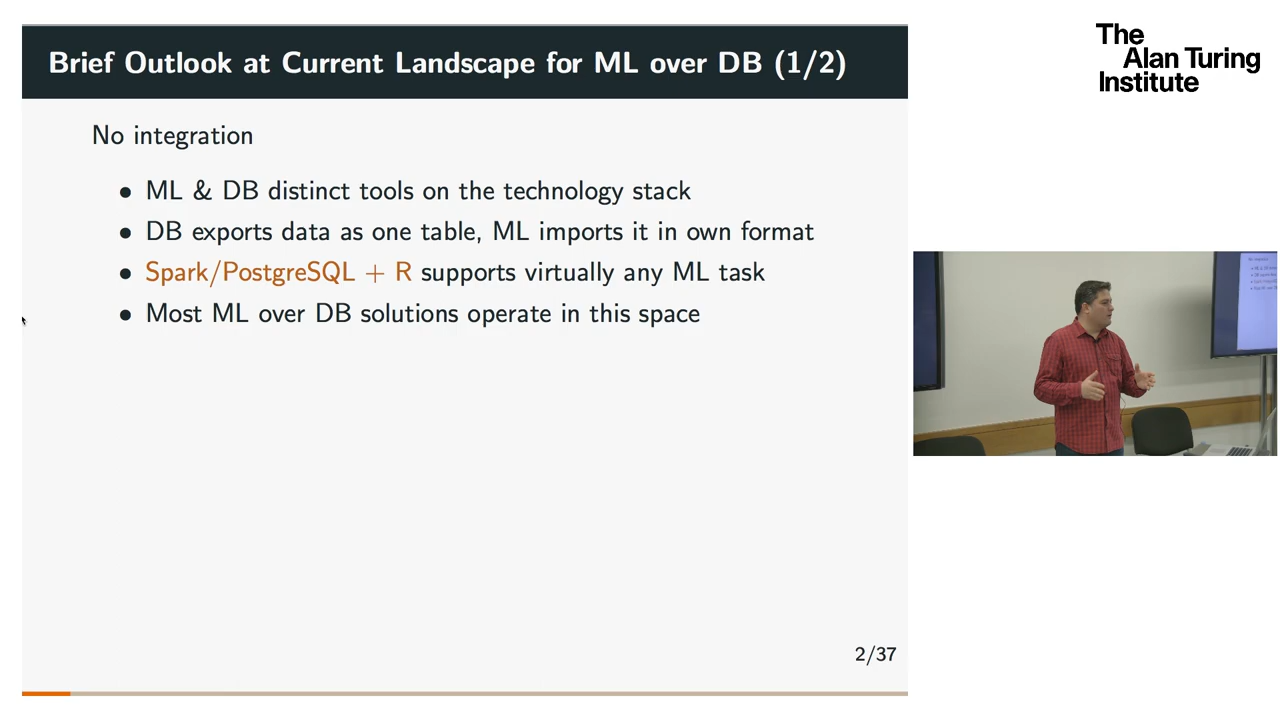 Brief Outlook at Current Landscape for ML over DB (1/2)
The
Alan Turing
Institute
No integration
• ML & DB distinct tools on the technology stack
• DB exports data as one table, ML imports it in own format
• Spark/PostgreSQL + R supports virtually any ML task
• Most ML over DB solutions operate in this space
2/37